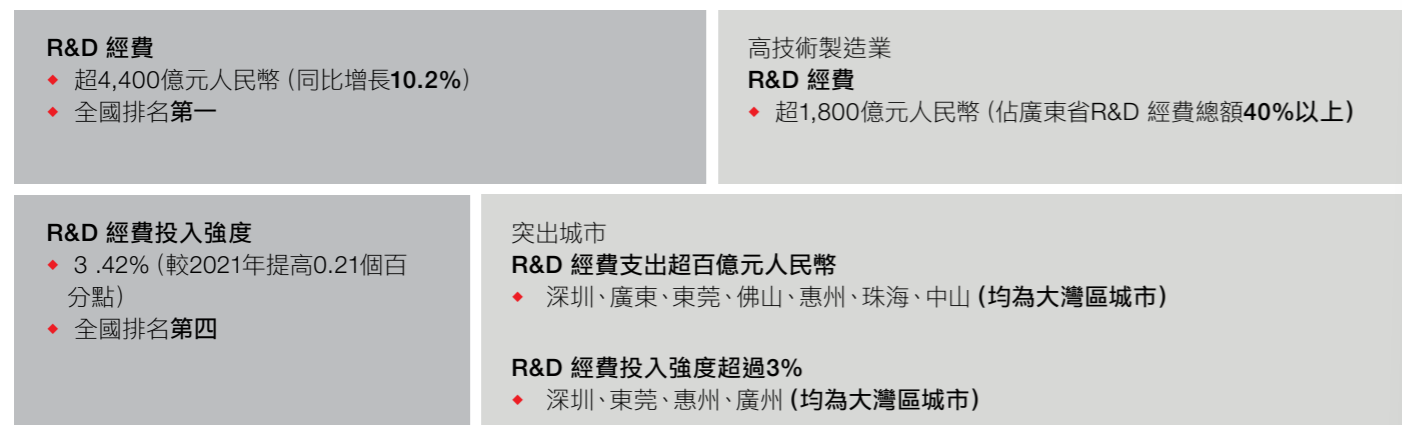 R&D 經費
◆ 超4,400億元人民幣（同比增長10.2%）
◆ 全國排名第一
高技術製造業
R&D 經費
◆ 超1,800億元人民幣（佔廣東省R&D 經費總額40%以上）
R&D 經費投入強度
◆ 3 .42%（較2021年提高0.21個百
分點）
◆ 全國排名第四
突出城市
R&D 經費支出超百億元人民幣
◆ 深圳、廣東、東莞、佛山、惠州、珠海、中山（均為大灣區城市）
R&D 經費投入強度超過3%
◆ 深圳、東莞、惠州、廣州（均為大灣區城市）